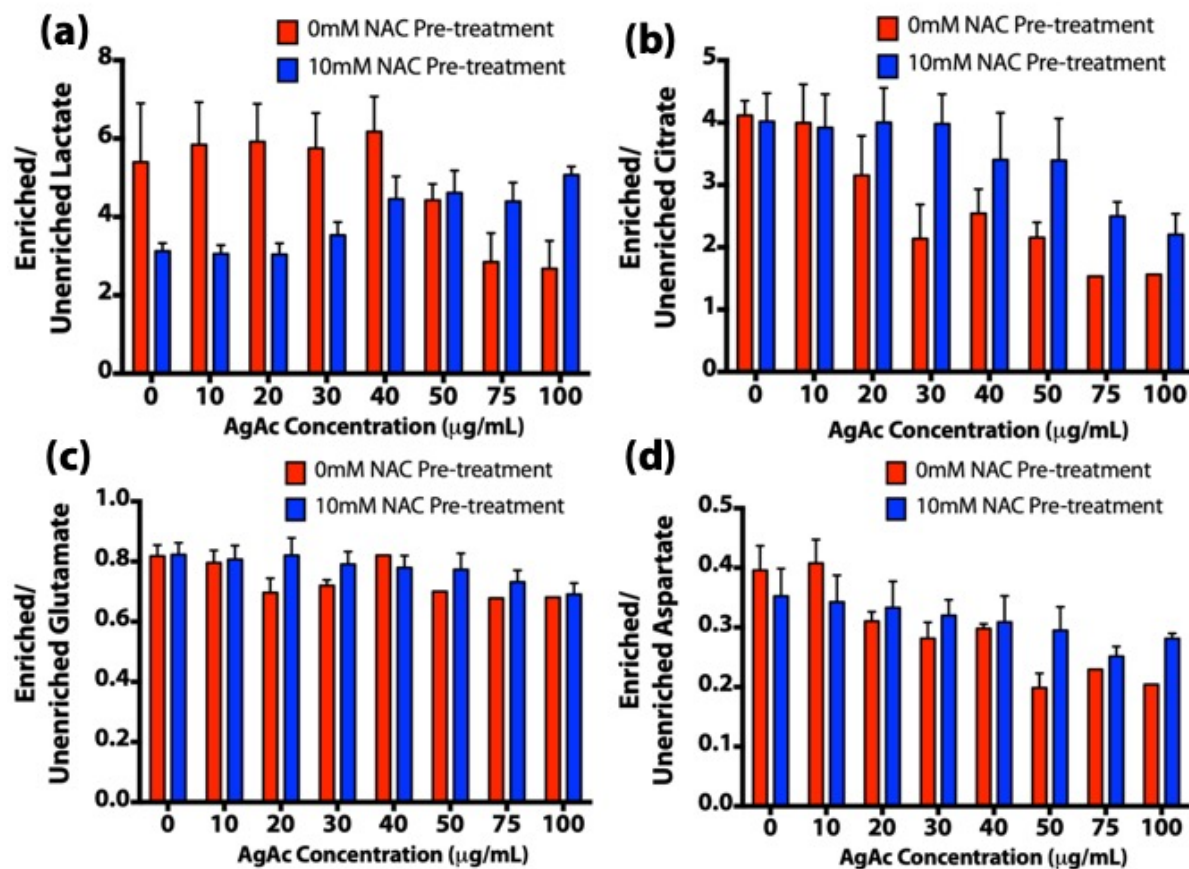 (a)
0mM NAC Pre-treatment
10mM NAC Pre-treatment
Enriched/
Unenriched Lactate
8
6
4
2
0
0 10 20 30 40 50 75 100
AgAc Concentration (μg/mL)
(b)
0mM NAC Pre-treatment
10mM NAC Pre-treatment
Enriched/
Unenriched Citrate
5
4
3
2
1
0
0 10 20 30 40 50 75 100
AgAc Concentration (μg/mL)
(c)
0mM NAC Pre-treatment
10mM NAC Pre-treatment
Enriched/
Unenriched Glutamate
1.0
0.8
0.6
0.4
0.2
0.0
0 10 20 30 40 50 75 100
AgAc Concentration (μg/mL)
(d)
0mM NAC Pre-treatment
10mM NAC Pre-treatment
Enriched/
Unenriched Aspartate
0.5
0.4
0.3
0.2
0.1
0.0
0 10 20 30 40 50 75 100
AgAc Concentration (μg/mL)